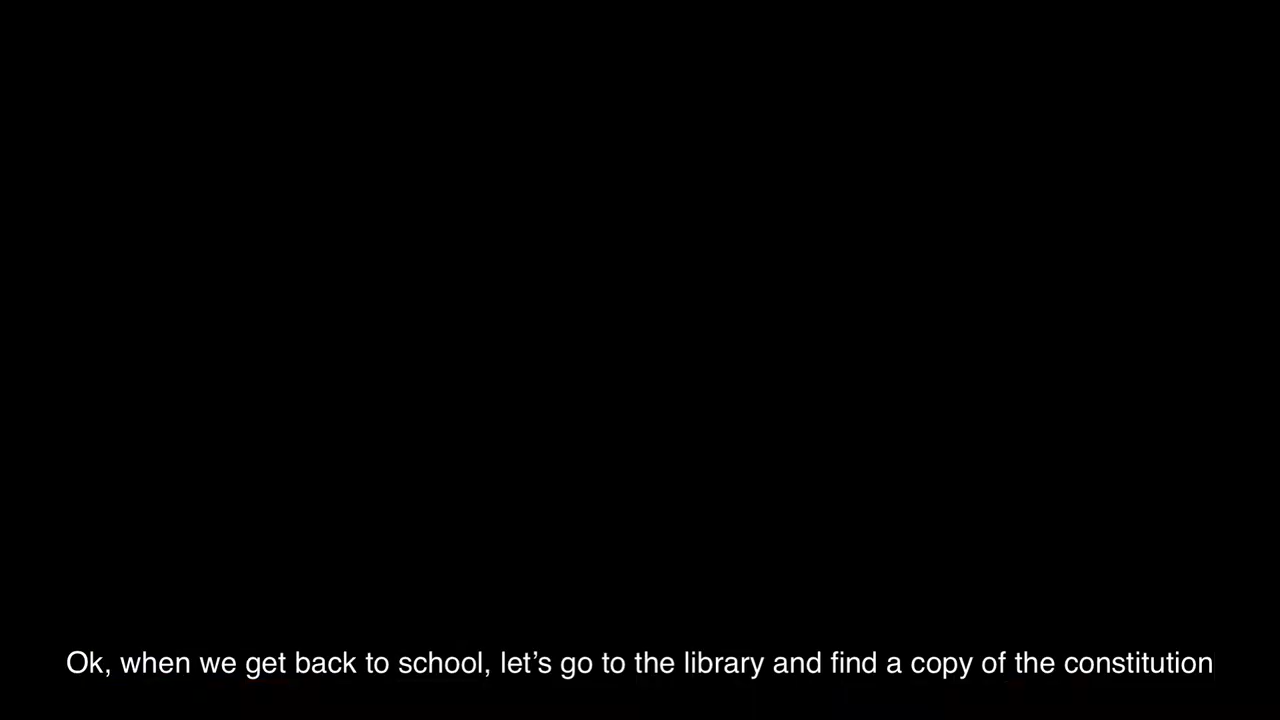 Ok, when we get back to school, let’s go to the library and find a copy of the constitution